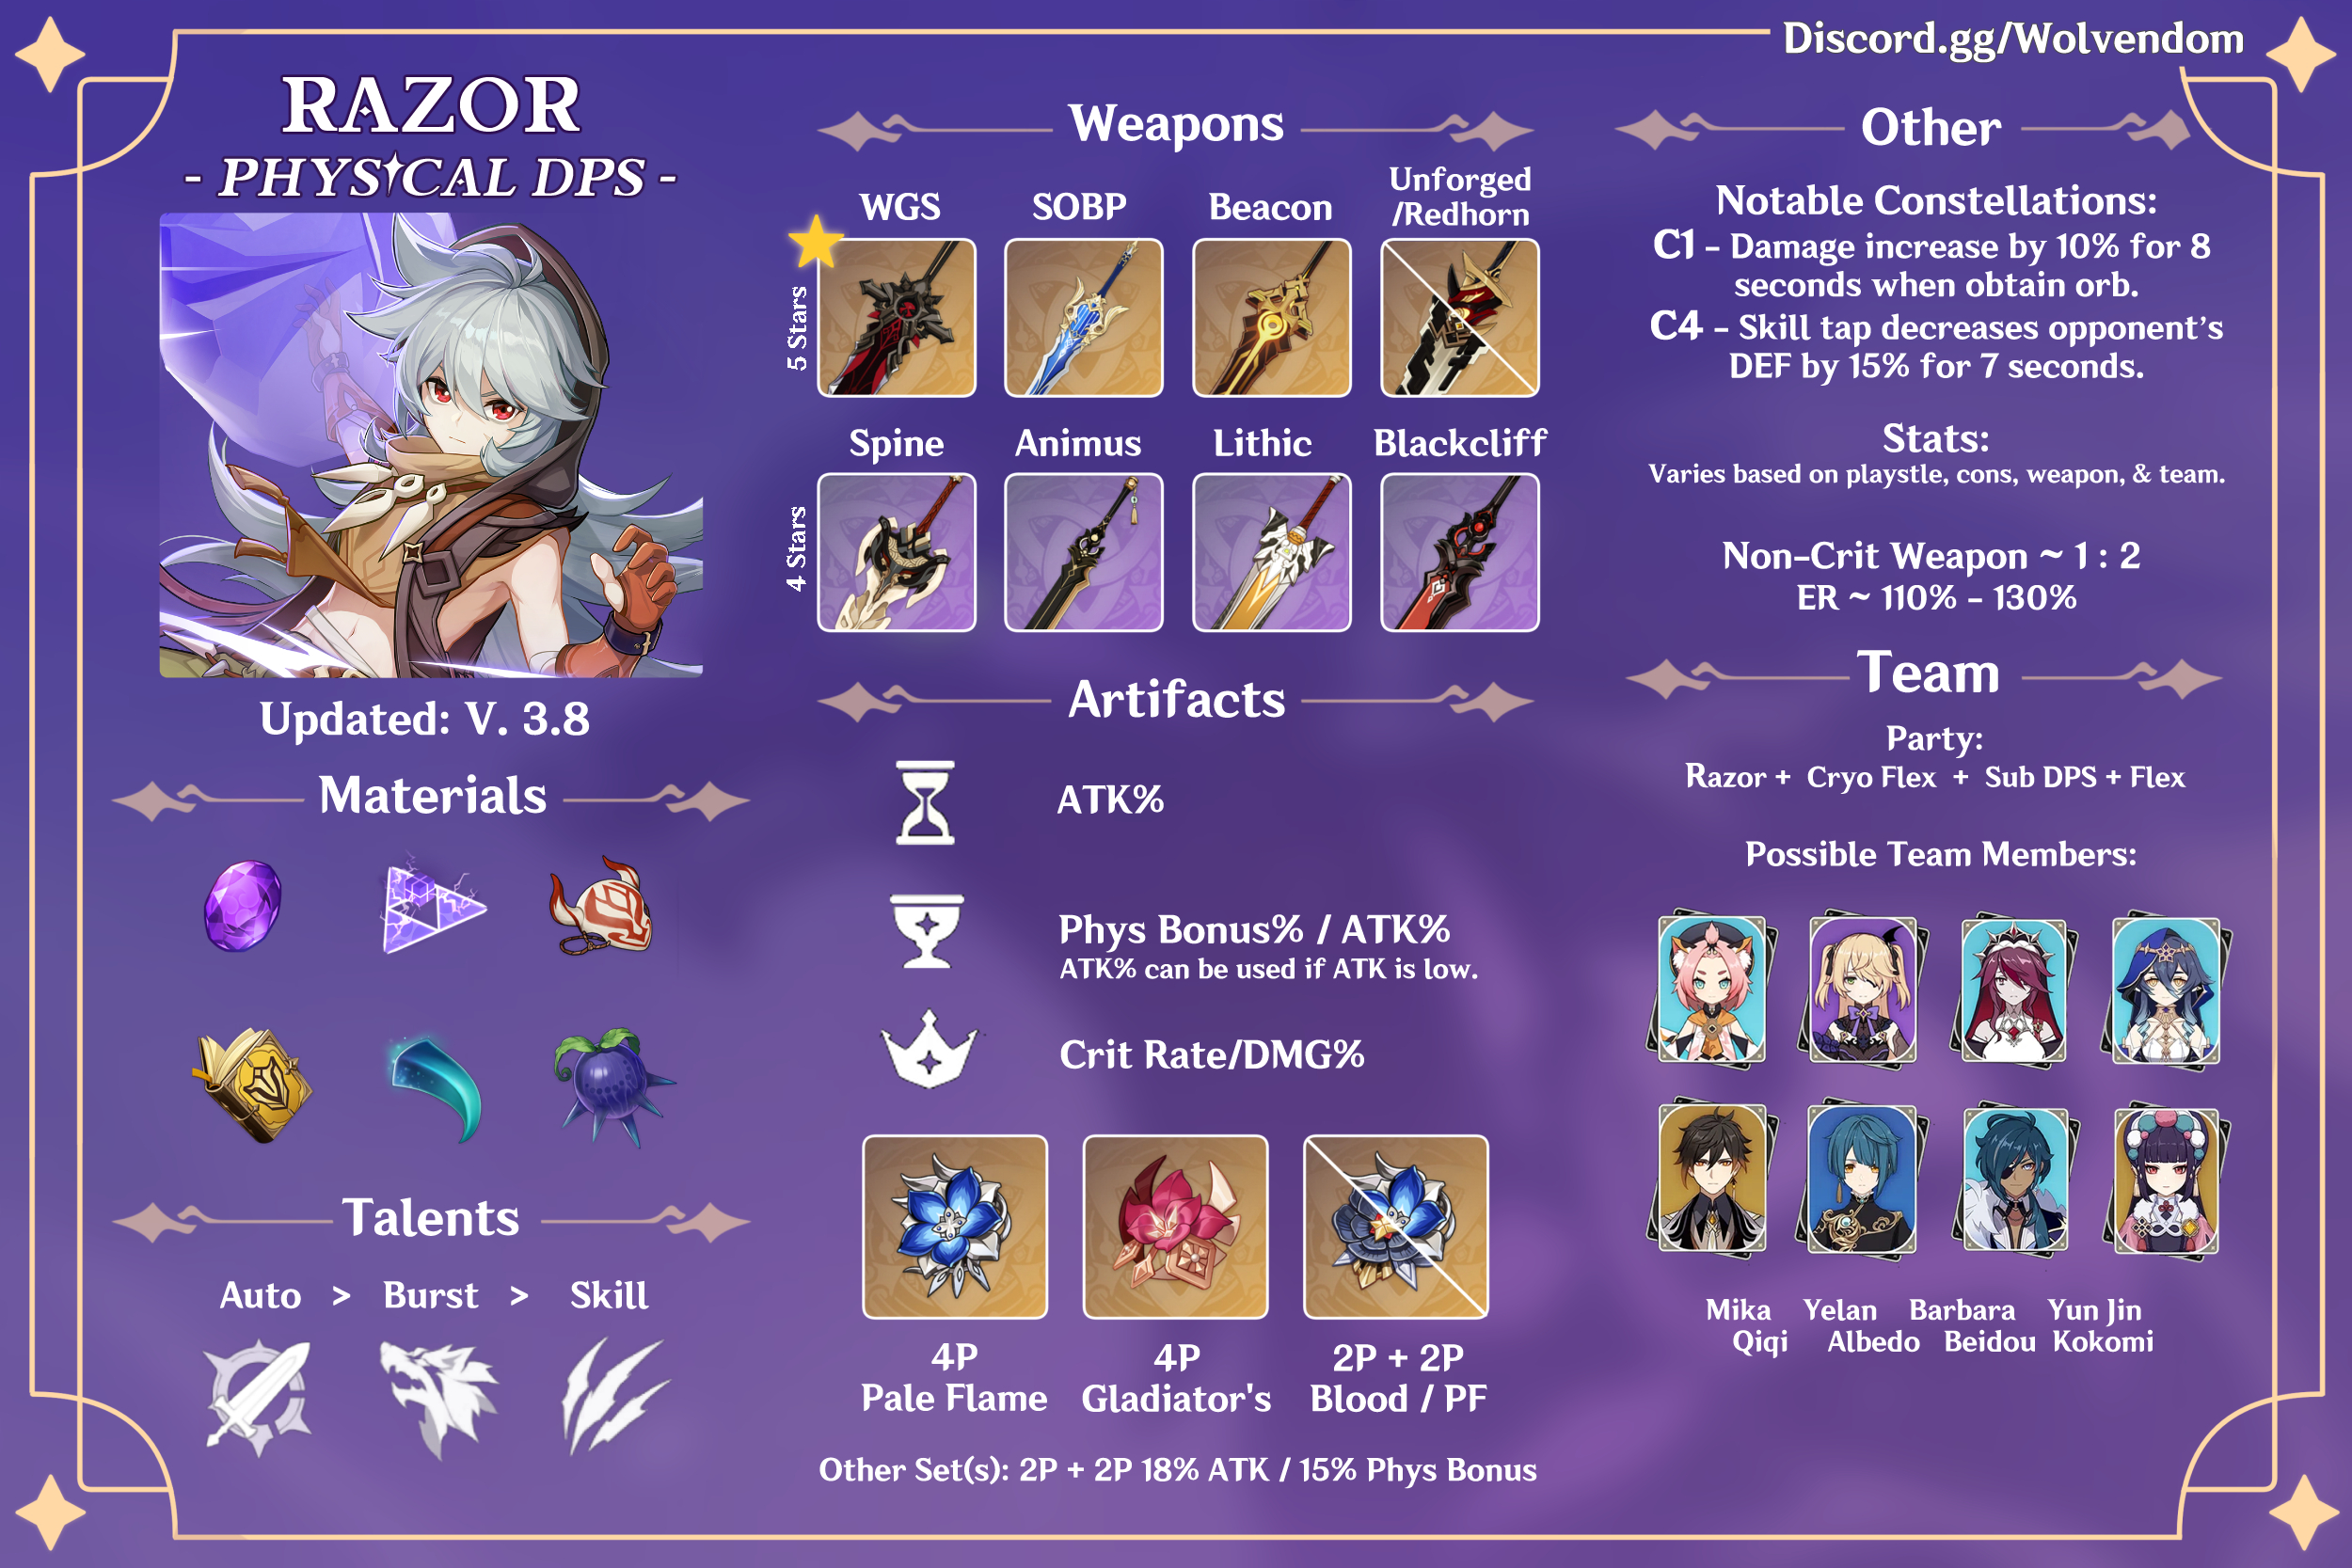 Discord.gg/Wolvendom
RAZOR
- PHYSICAL DPS -
Updated: V. 3.8
Materials
Talents
Auto > Burst > Skill
Weapons
5 Stars
WGS
SOBP
Beacon
Unforged
/Redhorn
4 Stars
Spine
Animus
Lithic
Blackcliff
Artifacts
ATK%
Phys Bonus% / ATK%
ATK% can be used if ATK is low.
Crit Rate/DMG%
4P
Pale Flame
4P
Gladiator's
2P + 2P
Blood / PF
Other Set(s): 2P + 2P 18% ATK / 15% Phys Bonus
Other
Notable Constellations:
C1 - Damage increase by 10% for 8
seconds when obtain orb.
C4 - Skill tap decreases opponent's
DEF by 15% for 7 seconds.
Stats:
Varies based on playstle, cons, weapon, & team.
Non-Crit Weapon ~ 1 : 2
ER ~ 110% - 130%
Team
Party:
Razor + Cryo Flex + Sub DPS + Flex
Possible Team Members:
Mika Yelan Barbara Yun Jin
Qiqi Albedo Beidou Kokomi